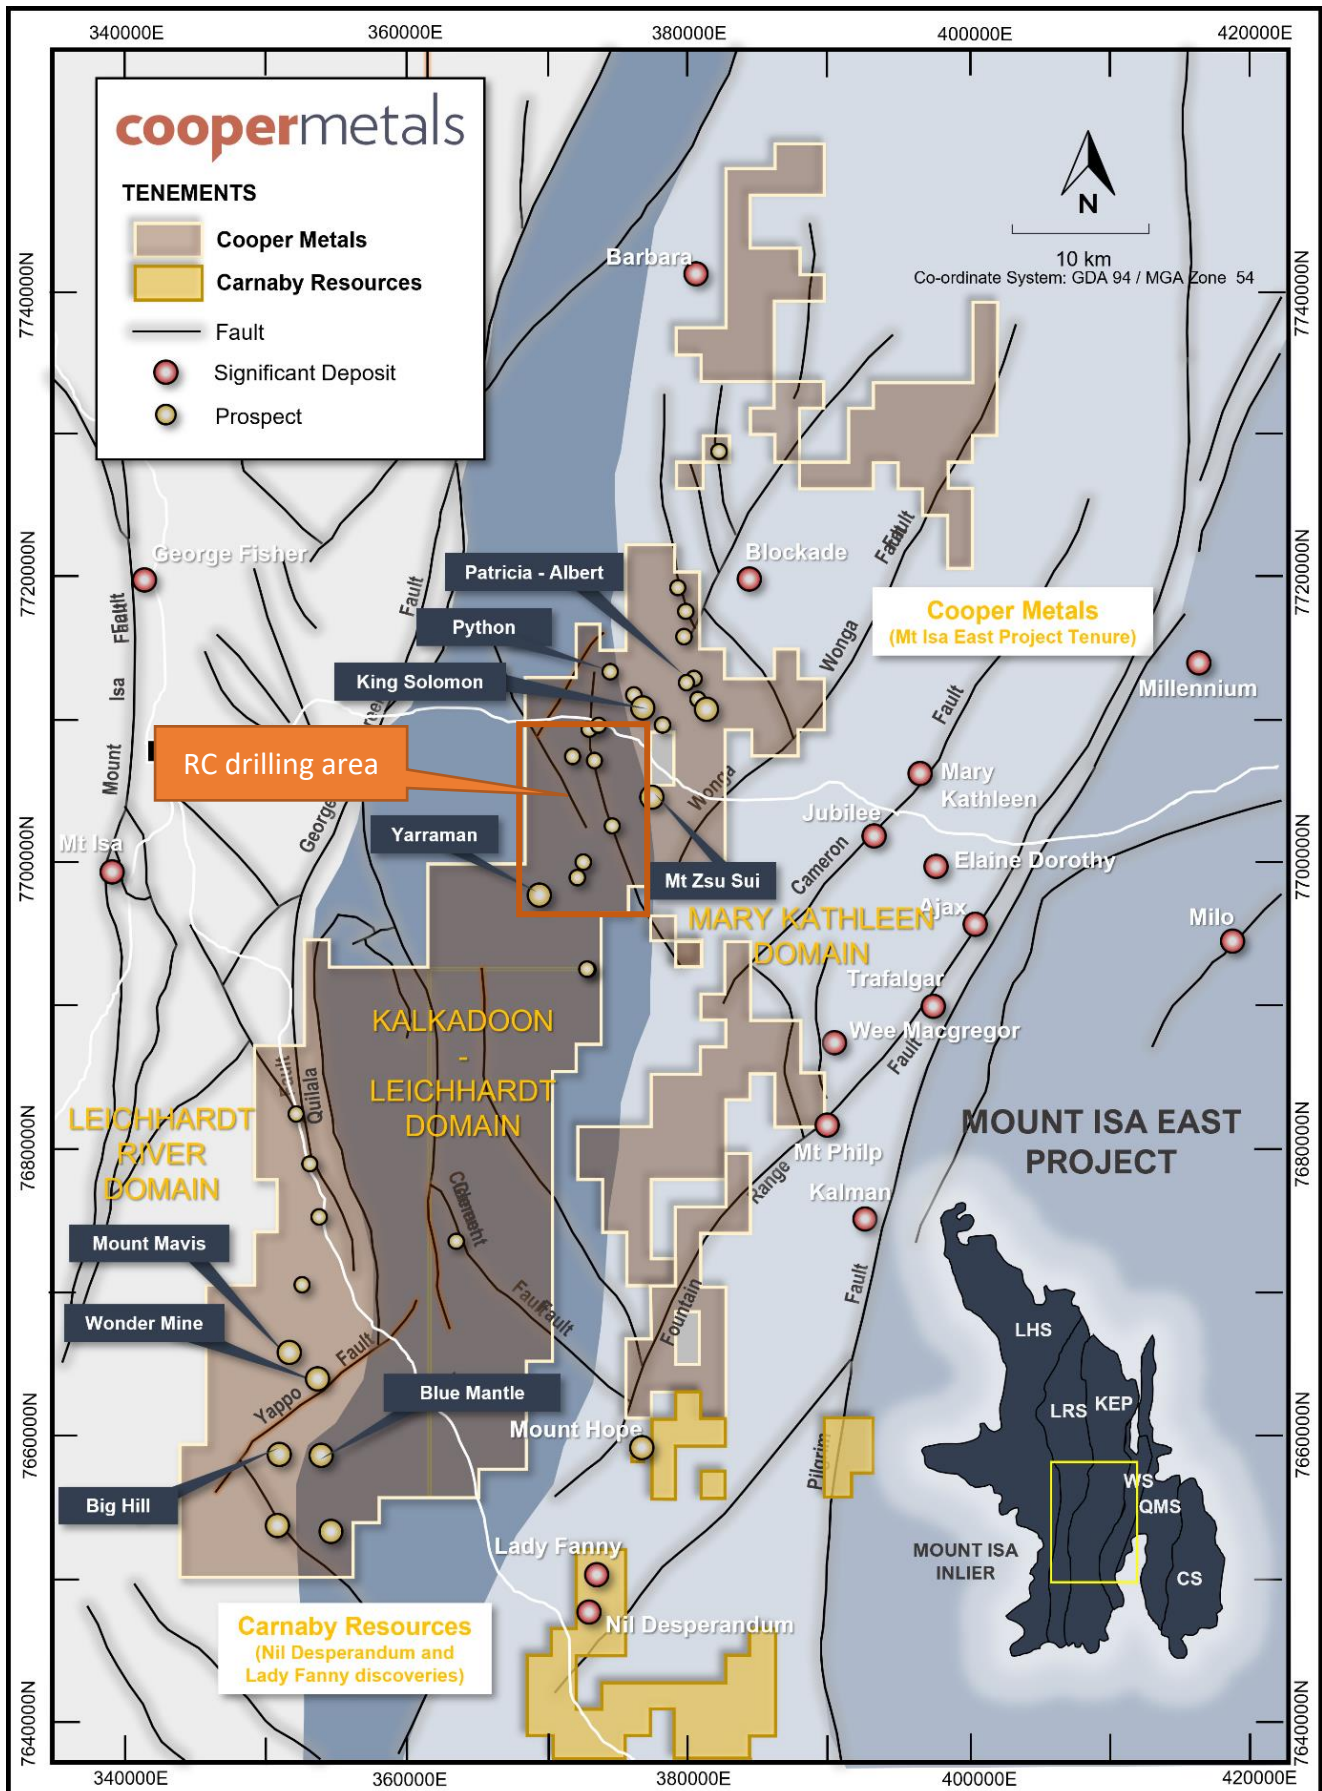 340000E
360000E
380000E
400000E
420000E
coopermetals
TENEMENTS
Cooper Metals
Carnaby Resources
Fault
Significant Deposit
Prospect
N
10 km
Co-ordinate System: GDA 94 / MGA Zone 54
7740000N
7740000N
Barbara
George Fisher
Blockade
Patricia - Albert
Python
King Solomon
7720000N
7720000N
Fault
Fault
Fault
Isa
Mount
Wonga
Wonga
Fault
Cooper Metals
(Mt Isa East Project Tenure)
Millennium
RC drilling area
George
Mary
Kathleen
Jubilee
Yarraman
Mt Isa
Mt Zsu Sui
Elaine Dorothy
Cameron
7700000N
7700000N
Ajax
Milo
MARY KATHLEEN
DOMAIN
Trafalgar
Wee Macgregor
Fault
KALKADOON
-
LEICHHARDT
DOMAIN
Fault
Quilala
LEICHHARDT
RIVER
DOMAIN
7680000N
7680000N
Mt Philp
Range
Kalman
MOUNT ISA EAST
PROJECT
Mount Mavis
Wonder Mine
Fault
Fault
Fault
Fountain
Fault
Yappo
Blue Mantle
Mount Hope
7660000N
7660000N
Pilgrim
Big Hill
Lady Fanny
Nil Desperandum
Carnaby Resources
(Nil Desperandum and
Lady Fanny discoveries)
LHS
LRS
KEP
WS
QMS
CS
MOUNT ISA
INLIER
7640000N
7640000N
340000E
360000E
380000E
400000E
420000E